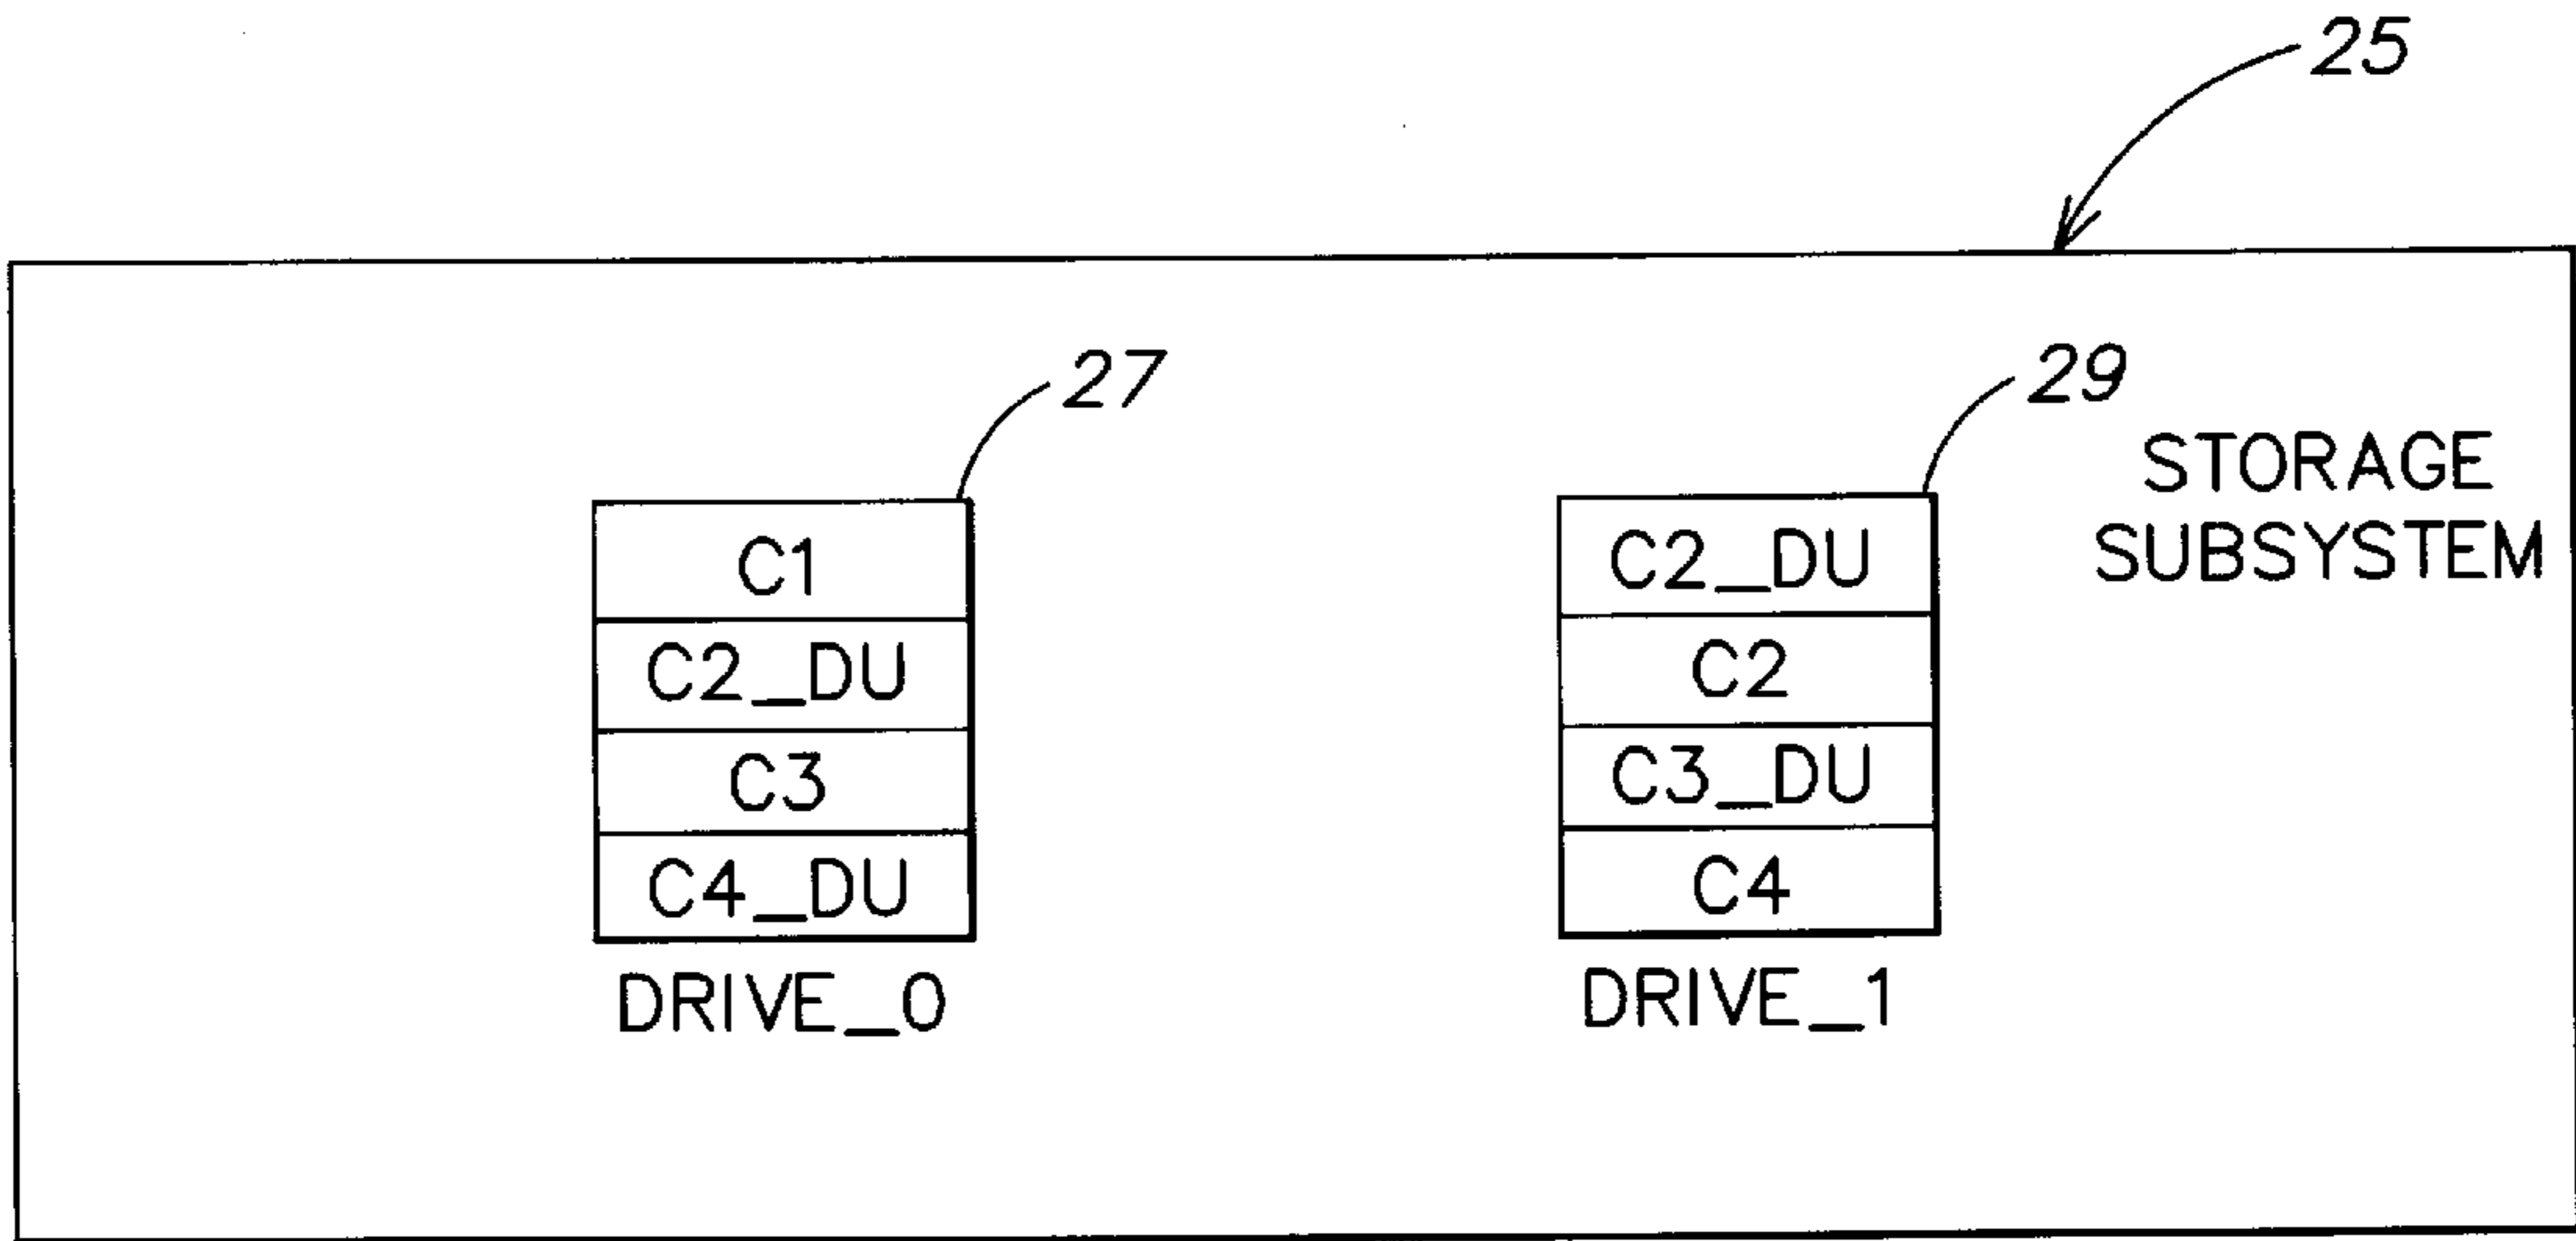 25
27
29
STORAGE
SUBSYSTEM
C1
C2_DU
C3
C4_DU
DRIVE_0
C2_DU
C2
C3_DU
C4
DRIVE_1